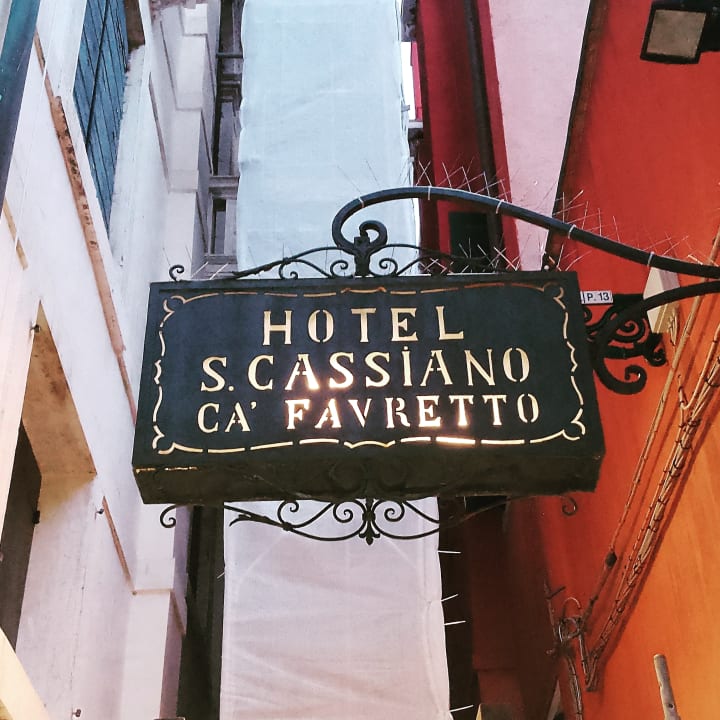 HOTEL
S. CASSIANO
CA' FAVRETTO
P. 13